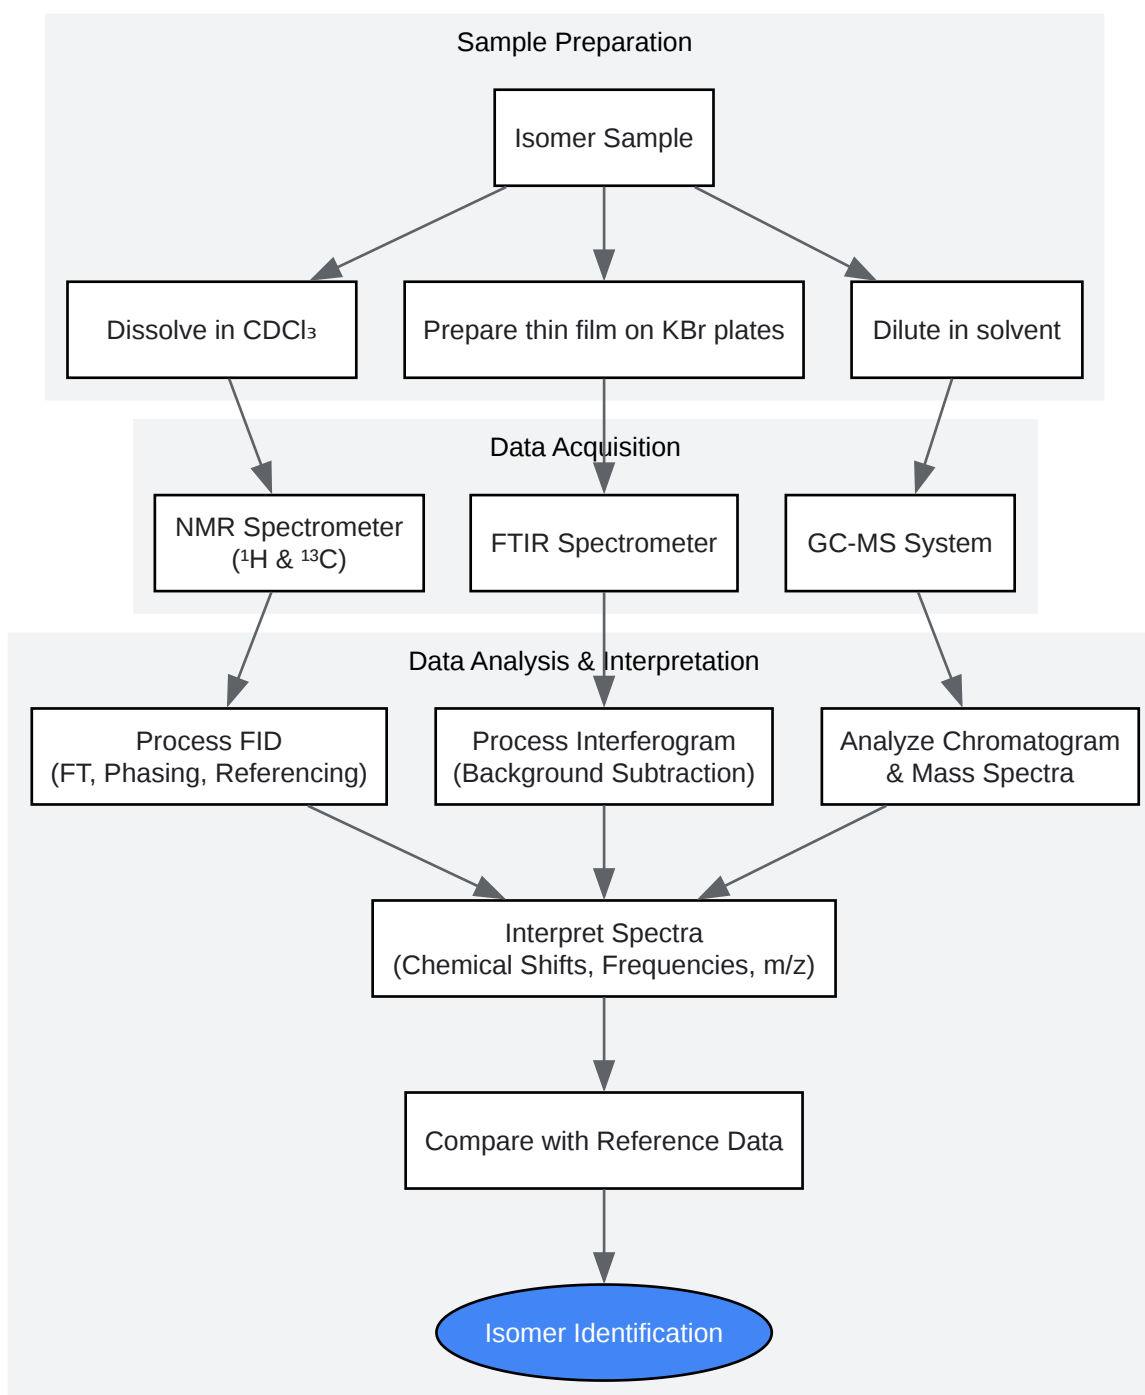 Sample Preparation
Isomer Sample
Dissolve in CDCl₃
Prepare thin film on KBr plates
Dilute in solvent
Data Acquisition
NMR Spectrometer
(¹H & ¹³C)
FTIR Spectrometer
GC-MS System
Data Analysis & Interpretation
Process FID
(FT, Phasing, Referencing)
Process Interferogram
(Background Subtraction)
Analyze Chromatogram
& Mass Spectra
Interpret Spectra
(Chemical Shifts, Frequencies, m/z)
Compare with Reference Data
Isomer Identification